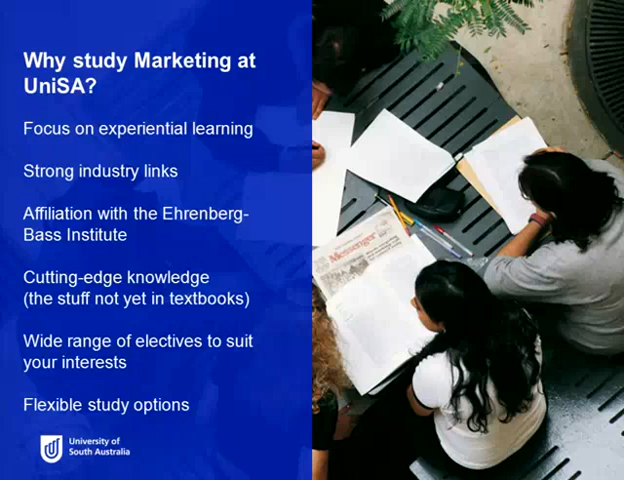 Why study Marketing at
UniSA?
Focus on experiential learning
Strong industry links
Affiliation with the Ehrenberg-
Bass Institute
Cutting-edge knowledge
(the stuff not yet in textbooks)
Wide range of electives to suit
your interests
Flexible study options
University of
South Australia
Messenger